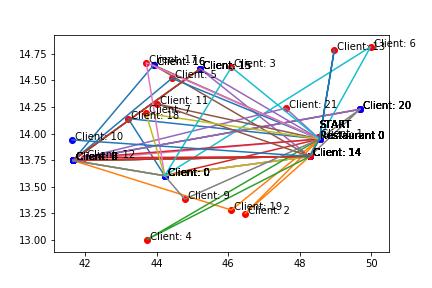 14.75
14.50
14.25
14.00
13.75
13.50
13.25
13.00
42
44
46
48
50
Client: 6
Client: 13
Client: 17
Client: 16
Client: 15
Client: 3
Client: 5
Client: 11
Client: 21
Client: 20
Client: 7
Client: 18
START
Restaurant 0
Client: 1
Client: 10
Client: 12
Client: 14
Client: 0
Client: 9
Client: 19
Client: 2
Client: 4